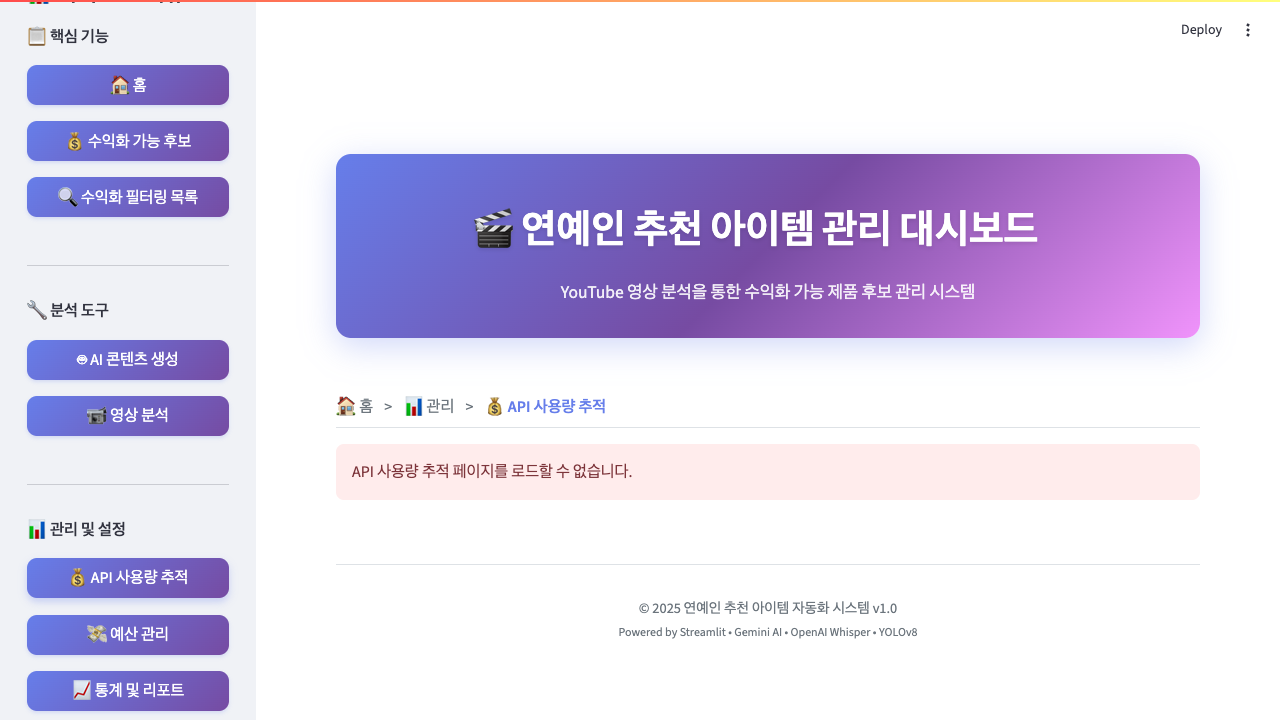 📋 핵심 기능
🏠 홈
💰 수익화 가능 후보
🔍 수익화 필터링 목록
🔧 분석 도구
AI 콘텐츠 생성
📹 영상 분석
📊 관리 및 설정
💰 API 사용량 추적
💸 예산 관리
📈 통계 및 리포트
Deploy
🎬 연예인 추천 아이템 관리 대시보드
YouTube 영상 분석을 통한 수익화 가능 제품 후보 관리 시스템
🏠 홈 > 📊 관리 > 💰 API 사용량 추적
API 사용량 추적 페이지를 로드할 수 없습니다.
© 2025 연예인 추천 아이템 자동화 시스템 v1.0
Powered by Streamlit • Gemini AI • OpenAI Whisper • YOLOv8